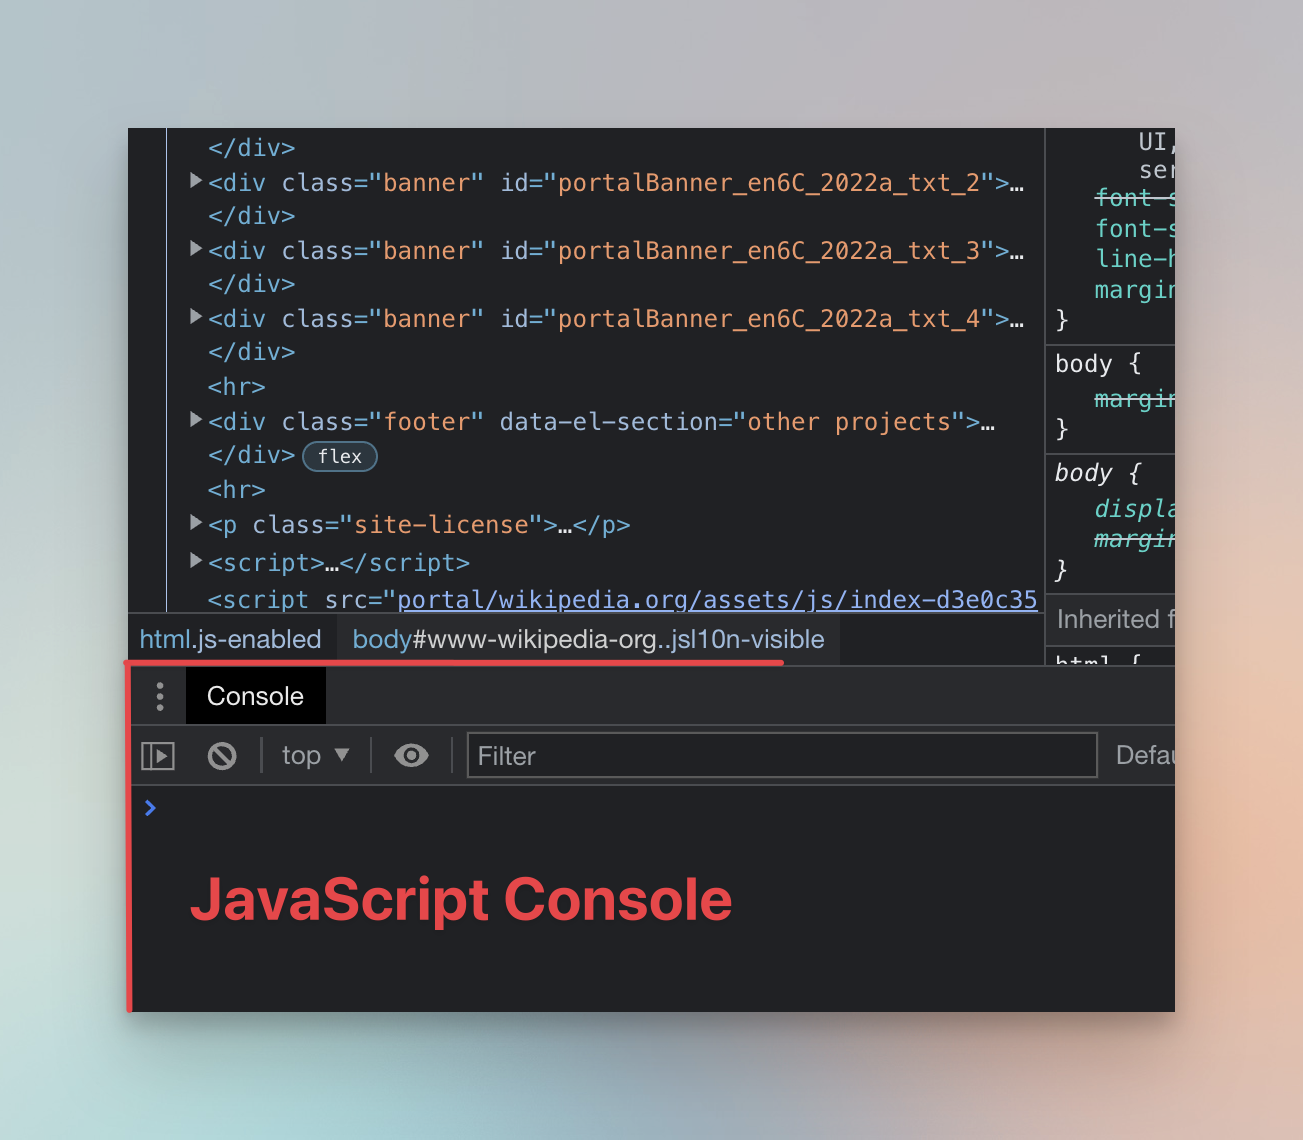 </div>
<div class="banner" id="portalBanner_en6C_2022a_txt_2">…
</div>
<div class="banner" id="portalBanner_en6C_2022a_txt_3">…
</div>
<div class="banner" id="portalBanner_en6C_2022a_txt_4">…
</div>
<hr>
<div class="footer" data-el-section="other projects">…
</div> flex
<hr>
<p class="site-license">…</p>
<script>…</script>
<script src="portal/wikipedia.org/assets/js/index-d3e0c35
html.js-enabled body#www-wikipedia-org..jsl10n-visible
UI,
ser
font-s
font-s
line-h
margin
}
body {
margin
}
body {
displa
margin
}
Inherited f
html {
Console
top Filter Defau
JavaScript Console